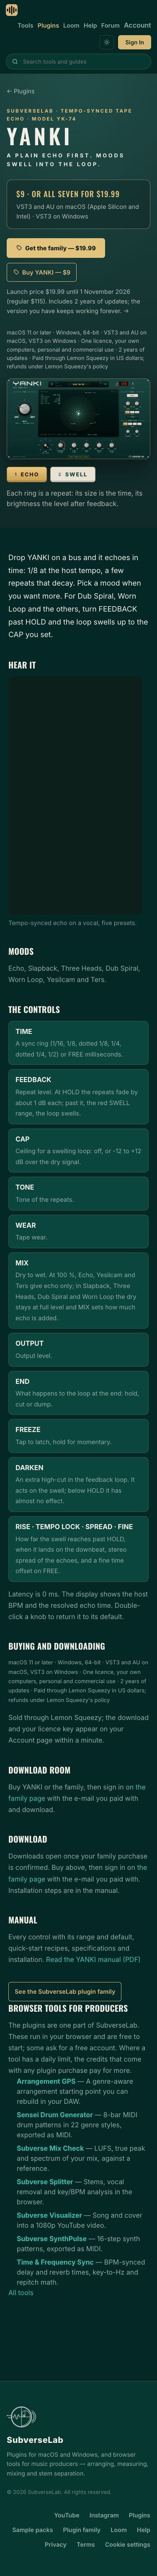 Tools Plugins Loom Help Forum Account
Sign in
Search tools and guides
← Plugins
SUBVERSELAB · TEMPO-SYNCED TAPE
ECHO · MODEL YK-74
YANKI
A PLAIN ECHO FIRST. MOODS
SWELL INTO THE LOOP.
$9 · OR ALL SEVEN FOR $19.99
VST3 and AU on macOS (Apple Silicon and
Intel) · VST3 on Windows
Get the family — $19.99
Buy YANKI — $9
Launch price $19.99 until 1 November 2026
(regular $115). Includes 2 years of updates; the
version you have keeps working forever. →
macOS 11 or later · Windows, 64-bit · VST3 and AU on
macOS, VST3 on Windows · One licence, your own
computers, personal and commercial use · 2 years of
updates · Paid through Lemon Squeezy in US dollars;
refunds under Lemon Squeezy's policy
YANKI
1 ECHO
2 SWELL
Each ring is a repeat: its size is the time, its
brightness the level after feedback.
Drop YANKI on a bus and it echoes in
time: 1/8 at the host tempo, a few
repeats that decay. Pick a mood when
you want more. For Dub Spiral, Worn
Loop and the others, turn FEEDBACK
past HOLD and the loop swells up to the
CAP you set.
HEAR IT
Tempo-synced echo on a vocal, five presets.
MOODS
Echo, Slapback, Three Heads, Dub Spiral,
Worn Loop, Yesilcam and Ters.
THE CONTROLS
TIME
A sync ring (1/16, 1/8, dotted 1/8, 1/4,
dotted 1/4, 1/2) or FREE milliseconds.
FEEDBACK
Repeat level. At HOLD the repeats fade by
about 1 dB each; past it, the red SWELL
range, the loop swells.
CAP
Ceiling for a swelling loop: off, or -12 to +12
dB over the dry signal.
TONE
Tone of the repeats.
WEAR
Tape wear.
MIX
Dry to wet. At 100 %, Echo, Yesilcam and
Ters give echo only; in Slapback, Three
Heads, Dub Spiral and Worn Loop the dry
stays at full level and MIX sets how much
echo is added.
OUTPUT
Output level.
END
What happens to the loop at the end: hold,
cut or dump.
FREEZE
Tap to latch, hold for momentary.
DARKEN
An extra high-cut in the feedback loop. It
acts on the swell; below HOLD it has
almost no effect.
RISE · TEMPO LOCK · SPREAD · FINE
How far the swell reaches past HOLD,
when it lands on the downbeat, stereo
spread of the echoes, and a fine time
offset on FREE.
Latency is 0 ms. The display shows the host
BPM and the resolved echo time. Double-
click a knob to return it to its default.
BUYING AND DOWNLOADING
macOS 11 or later · Windows, 64-bit · VST3 and AU on
macOS, VST3 on Windows · One licence, your own
computers, personal and commercial use · 2 years of
updates · Paid through Lemon Squeezy in US dollars;
refunds under Lemon Squeezy's policy
Sold through Lemon Squeezy; the download
and your licence key appear on your
Account page within a minute.
DOWNLOAD ROOM
Buy YANKI or the family, then sign in on the
family page with the e-mail you paid with
and download.
DOWNLOAD
Downloads open once your family purchase
is confirmed. Buy above, then sign in on the
family page with the e-mail you paid with.
Installation steps are in the manual.
MANUAL
Every control with its range and default,
quick-start recipes, specifications and
installation. Read the YANKI manual (PDF)
See the SubverseLab plugin family
BROWSER TOOLS FOR PRODUCERS
The plugins are one part of SubverseLab.
These run in your browser and are free to
start; some ask for a free account. Where a
tool has a daily limit, the credits that come
with any plugin purchase pay for more.
Arrangement GPS — A genre-aware
arrangement starting point you can
rebuild in your DAW.
Sensei Drum Generator — 8-bar MIDI
drum patterns in 22 genre styles,
exported as MIDI.
Subverse Mix Check — LUFS, true peak
and spectrum of your mix, against a
reference.
Subverse Splitter — Stems, vocal
removal and key/BPM analysis in the
browser.
Subverse Visualizer — Song and cover
into a 1080p YouTube video.
Subverse SynthPulse — 16-step synth
patterns, exported as MIDI.
Time & Frequency Sync — BPM-synced
delay and reverb times, key-to-Hz and
repitch math.
All tools
SubverseLab
Plugins for macOS and Windows, and browser
tools for music producers — arranging, measuring,
mixing and stem separation.
© 2026 SubverseLab. All rights reserved.
YouTube Instagram Plugins
Sample packs Plugin family Loom Help
Privacy Terms Cookie settings